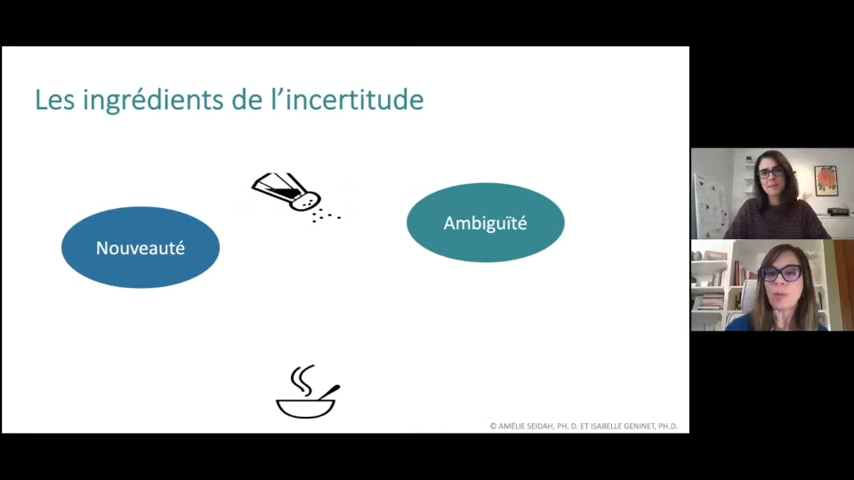 Les ingrédients de l'incertitude
Nouveauté
Ambiguïté
© AMÉLIE SEIDAH, PH. D. ET ISABELLE GENINET, PH.D.